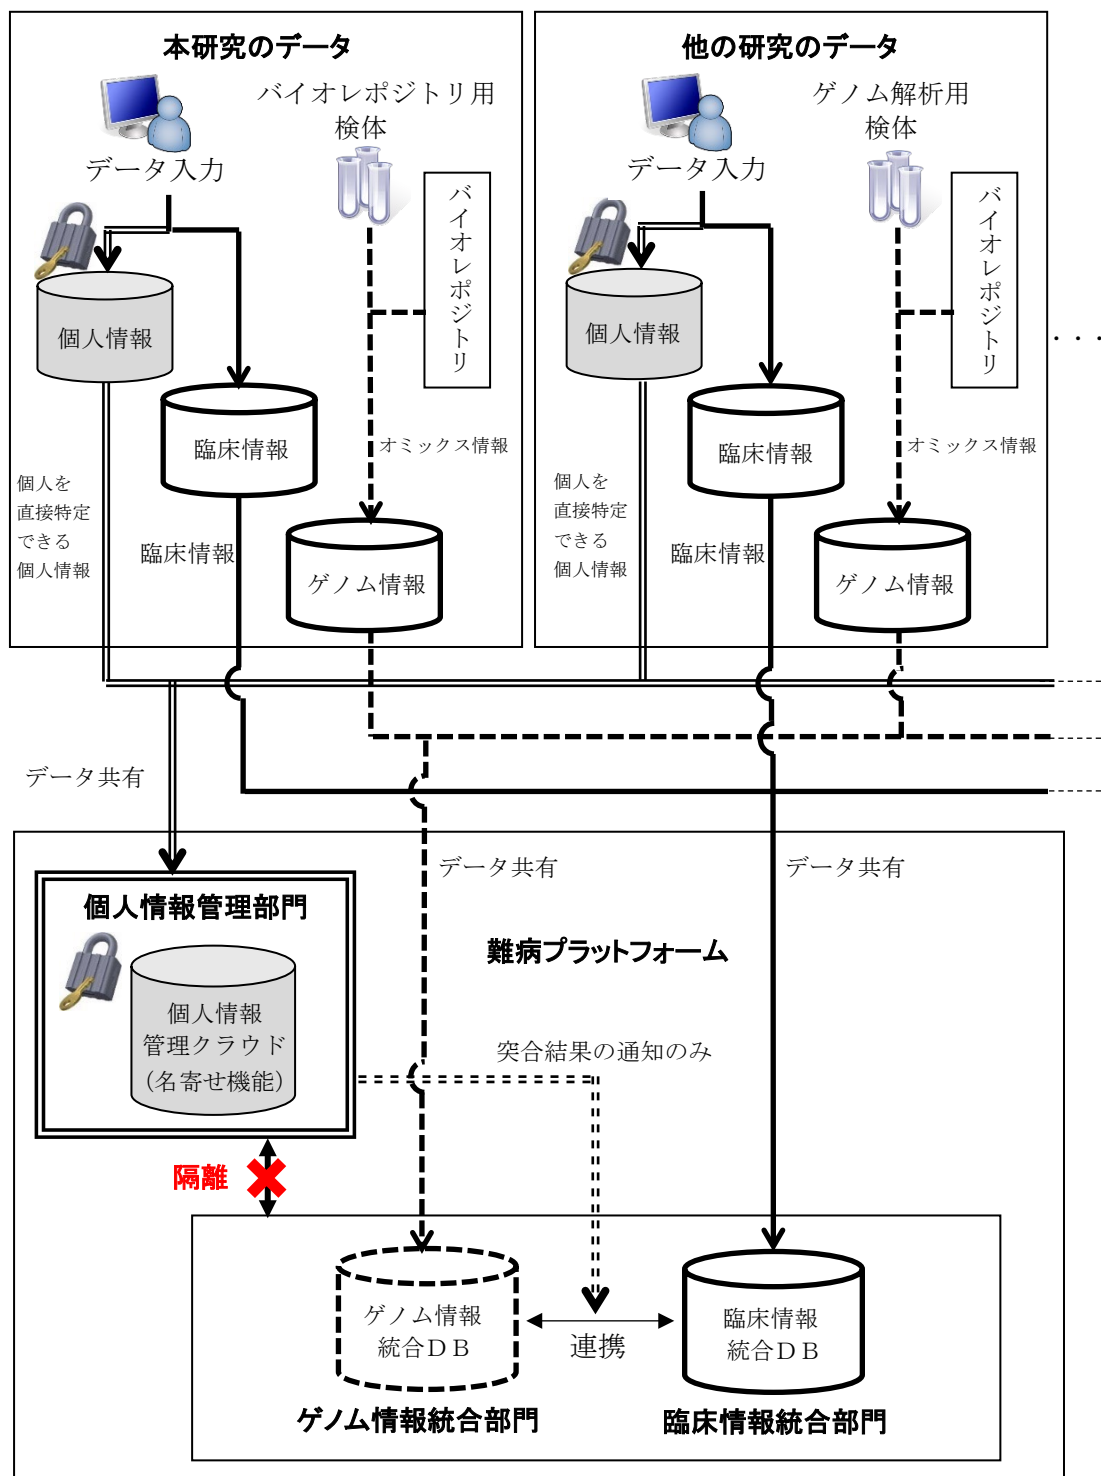 本研究のデータ
バイオレポジトリ用
検体
データ入力
バイオレポジトリ
個人情報
臨床情報
オミックス情報
個人を
直接特定
できる
個人情報
臨床情報
ゲノム情報
他の研究のデータ
ゲノム解析用
検体
データ入力
バイオレポジトリ
個人情報
臨床情報
オミックス情報
個人を
直接特定
できる
個人情報
臨床情報
ゲノム情報
・・・
データ共有
データ共有
データ共有
個人情報管理部門
個人情報
管理クラウド
（名寄せ機能）
難病プラットフォーム
突合結果の通知のみ
隔離
ゲノム情報
統合ＤＢ
連携
臨床情報
統合ＤＢ
ゲノム情報統合部門
臨床情報統合部門